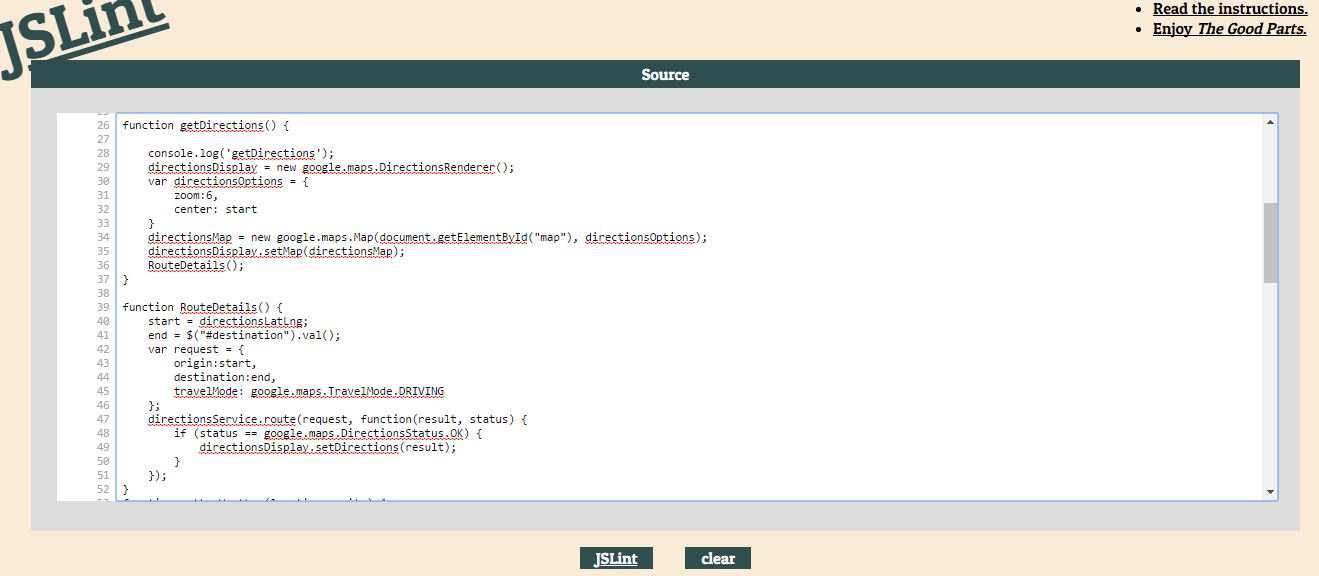 JSLint
Read the instructions.
Enjoy The Good Parts.
Source
26 function getDirections() {
27
28     console.log('getDirections');
29     directionsDisplay = new google.maps.DirectionsRenderer();
30     var directionsOptions = {
31         zoom:6,
32         center: start
33     }
34     directionsMap = new google.maps.Map(document.getElementById("map"), directionsOptions);
35     directionsDisplay.setMap(directionsMap);
36     RouteDetails();
37 }
38
39 function RouteDetails() {
40     start = directionsLatLng;
41     end = $("#destination").val();
42     var request = {
43         origin:start,
44         destination:end,
45         travelMode: google.maps.TravelMode.DRIVING
46     };
47     directionsService.route(request, function(result, status) {
48         if (status == google.maps.DirectionsStatus.OK) {
49             directionsDisplay.setDirections(result);
50         }
51     });
52 }
JSLint clear